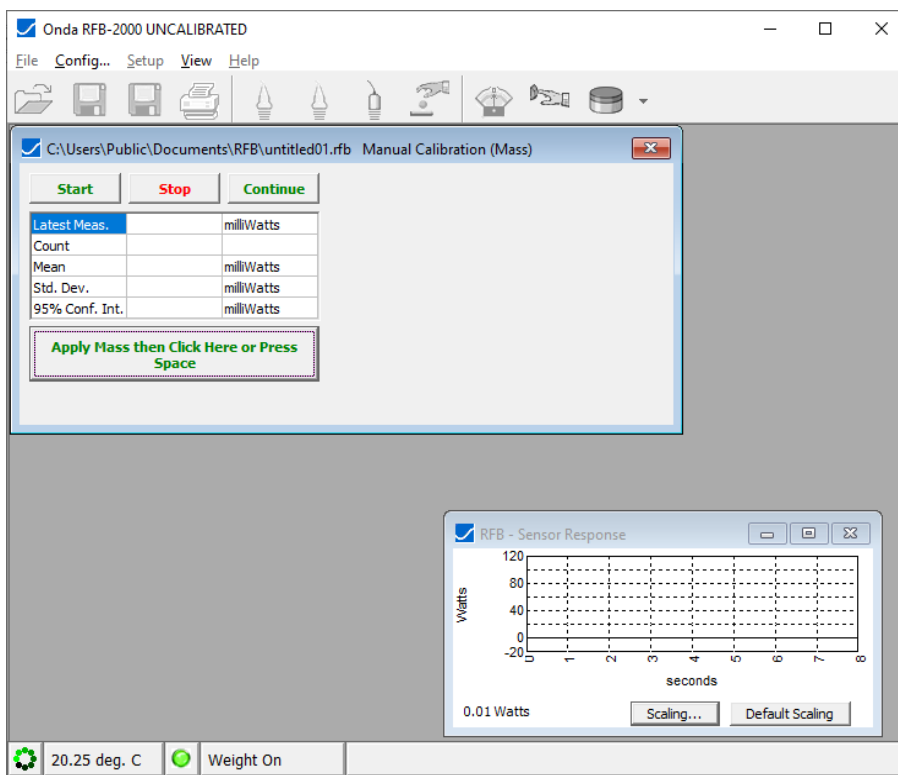 Onda RFB-2000 UNCALIBRATED
File Config... Setup View Help
C:\Users\Public\Documents\RFB\untitled01.rfb Manual Calibration (Mass)
Start Stop Continue
Latest Meas. milliWatts
Count
Mean milliWatts
Std. Dev. milliWatts
95% Conf. Int. milliWatts
Apply Mass then Click Here or Press
Space
RFB - Sensor Response
120
80
40
0
-20
Watts
0 1 2 3 4 5 6 7 8
seconds
0.01 Watts Scaling... Default Scaling
20.25 deg. C Weight On